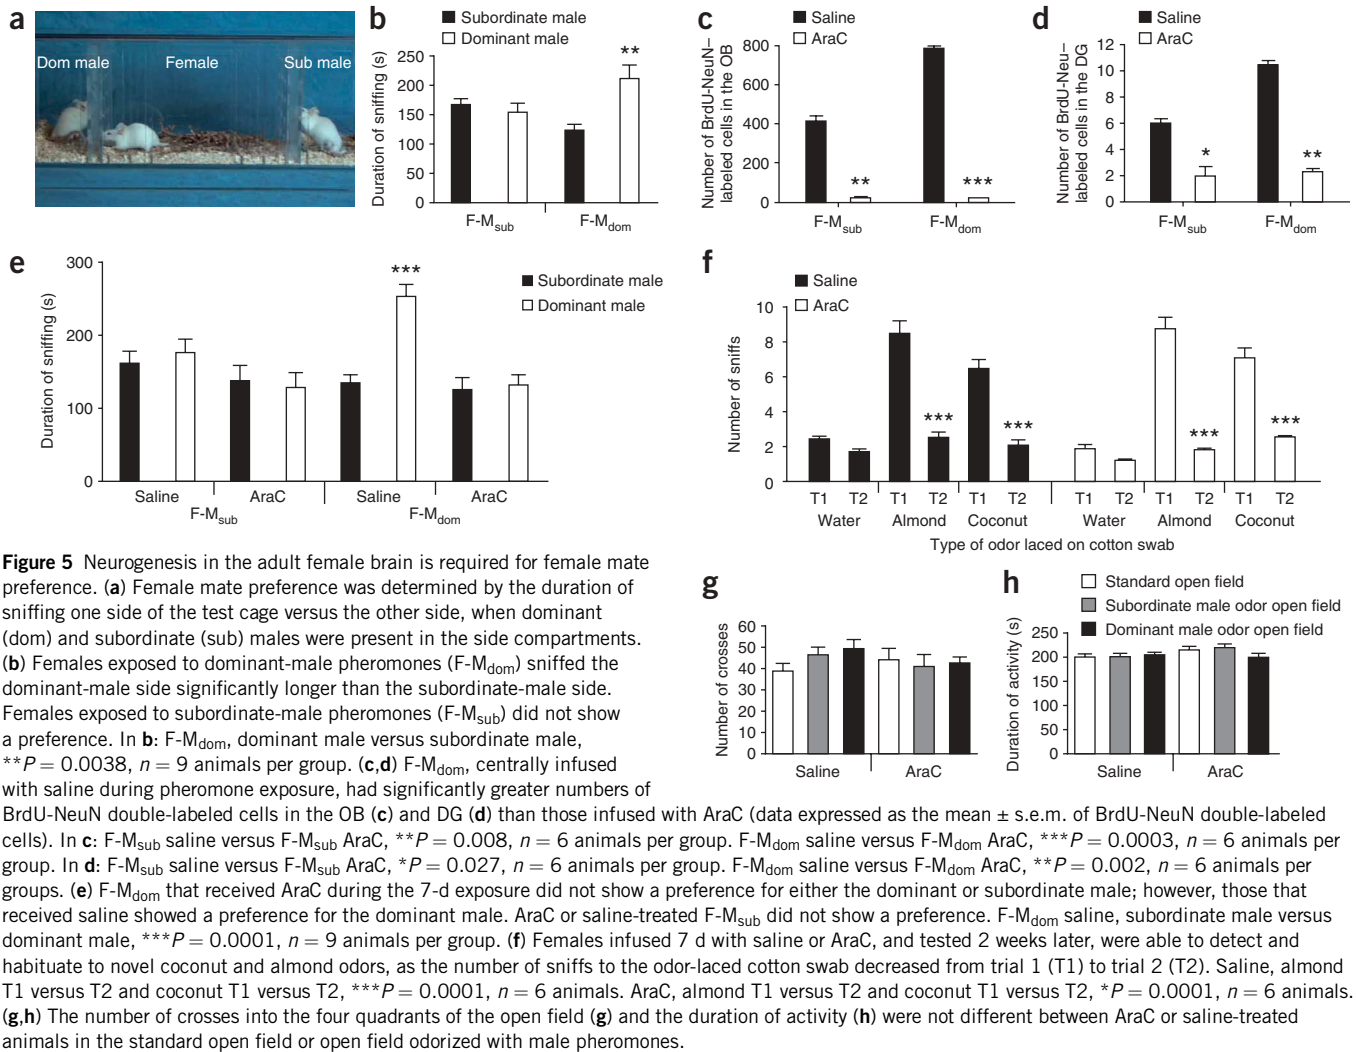 a
Dom male
Female
Sub male
b
Subordinate male
Dominant male
Duration of sniffing (s)
250
200
150
100
50
0
**
F-Msub
F-Mdom
c
Saline
AraC
Number of BrdU-NeuN–
labeled cells in the OB
800
600
400
200
0
**
***
F-Msub
F-Mdom
d
Saline
AraC
Number of BrdU-Neu–
labeled cells in the DG
12
10
8
6
4
2
0
*
**
F-Msub
F-Mdom
e
Duration of sniffing (s)
300
200
100
0
***
Subordinate male
Dominant male
Saline
AraC
Saline
AraC
F-Msub
F-Mdom
f
Saline
AraC
Number of sniffs
10
8
6
4
2
0
*** *** *** ***
T1 T2 T1 T2 T1 T2 T1 T2 T1 T2 T1 T2
Water Almond Coconut Water Almond Coconut
Type of odor laced on cotton swab
g
Number of crosses
60
50
40
30
20
10
0
Saline AraC
h
Standard open field
Subordinate male odor open field
Dominant male odor open field
Duration of activity (s)
250
200
150
100
50
0
Saline AraC
Figure 5 Neurogenesis in the adult female brain is required for female mate
preference. (a) Female mate preference was determined by the duration of
sniffing one side of the test cage versus the other side, when dominant
(dom) and subordinate (sub) males were present in the side compartments.
(b) Females exposed to dominant-male pheromones (F-Mdom) sniffed the
dominant-male side significantly longer than the subordinate-male side.
Females exposed to subordinate-male pheromones (F-Msub) did not show
a preference. In b: F-Mdom, dominant male versus subordinate male,
**P = 0.0038, n = 9 animals per group. (c,d) F-Mdom, centrally infused
with saline during pheromone exposure, had significantly greater numbers of
BrdU-NeuN double-labeled cells in the OB (c) and DG (d) than those infused with AraC (data expressed as the mean ± s.e.m. of BrdU-NeuN double-labeled
cells). In c: F-Msub saline versus F-Msub AraC, **P = 0.008, n = 6 animals per group. F-Mdom saline versus F-Mdom AraC, ***P = 0.0003, n = 6 animals per
group. In d: F-Msub saline versus F-Msub AraC, *P = 0.027, n = 6 animals per group. F-Mdom saline versus F-Mdom AraC, **P = 0.002, n = 6 animals per
groups. (e) F-Mdom that received AraC during the 7-d exposure did not show a preference for either the dominant or subordinate male; however, those that
received saline showed a preference for the dominant male. AraC or saline-treated F-Msub did not show a preference. F-Mdom saline, subordinate male versus
dominant male, ***P = 0.0001, n = 9 animals per group. (f) Females infused 7 d with saline or AraC, and tested 2 weeks later, were able to detect and
habituate to novel coconut and almond odors, as the number of sniffs to the odor-laced cotton swab decreased from trial 1 (T1) to trial 2 (T2). Saline, almond
T1 versus T2 and coconut T1 versus T2, ***P = 0.0001, n = 6 animals. AraC, almond T1 versus T2 and coconut T1 versus T2, *P = 0.0001, n = 6 animals.
(g,h) The number of crosses into the four quadrants of the open field (g) and the duration of activity (h) were not different between AraC or saline-treated
animals in the standard open field or open field odorized with male pheromones.